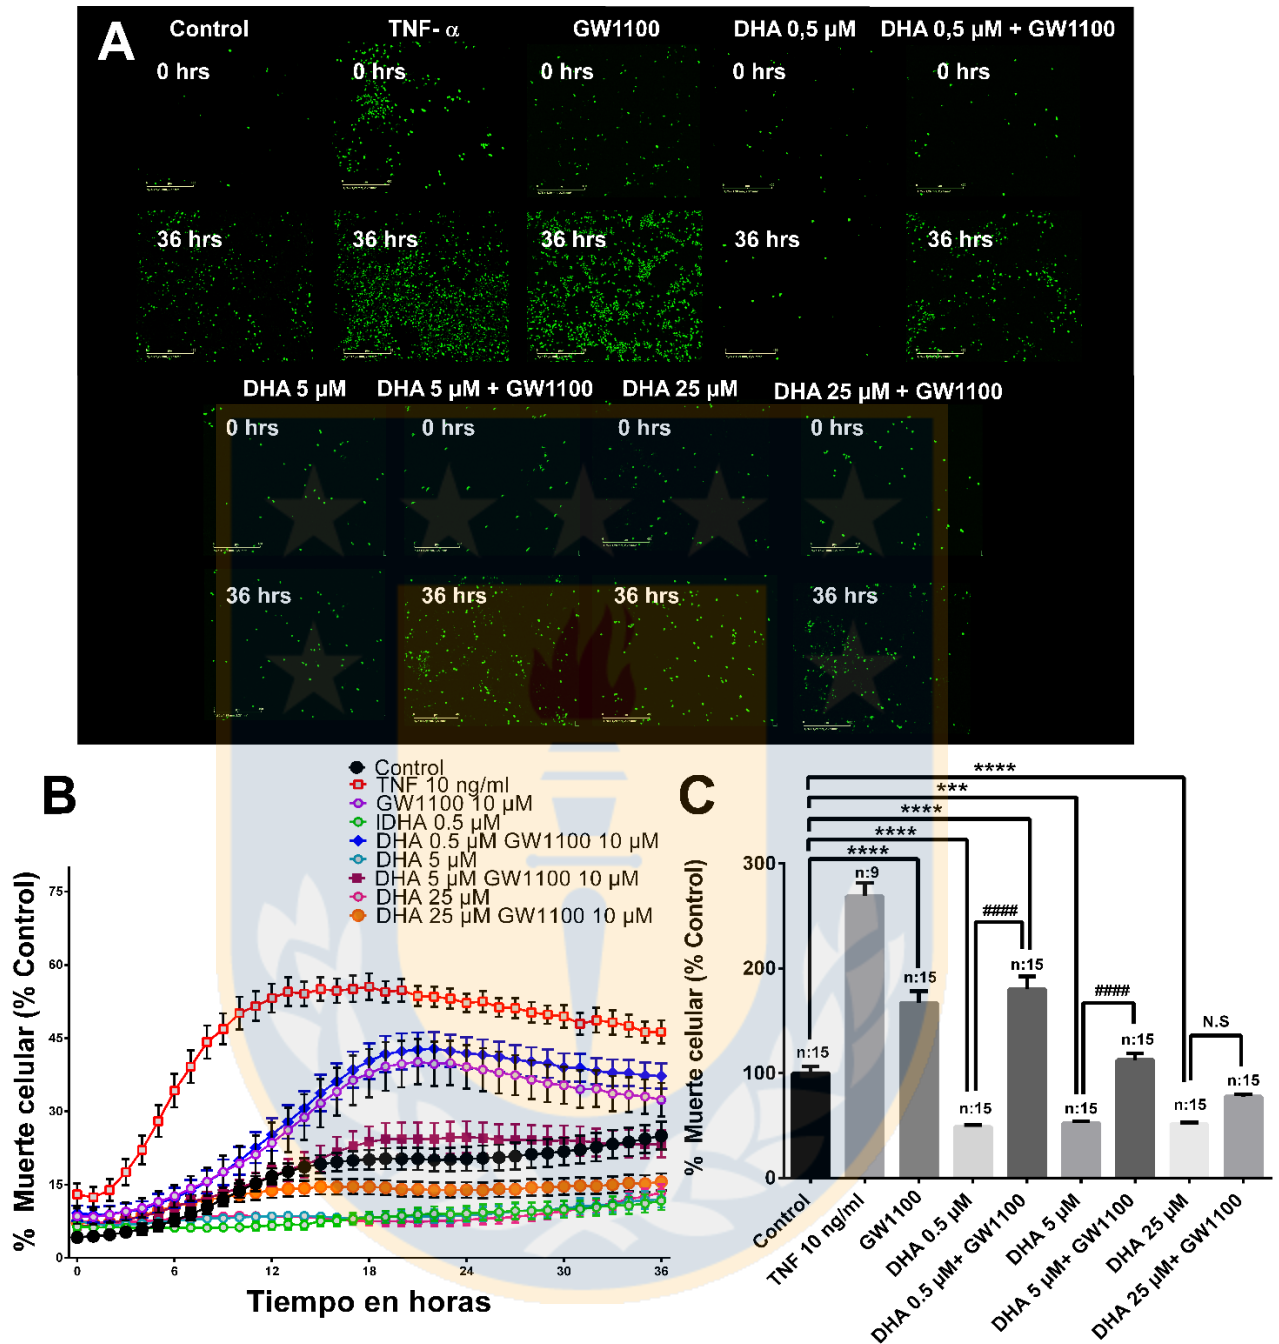 A
Control TNF- α GW1100 DHA 0,5 µM DHA 0,5 µM + GW1100
0 hrs 0 hrs 0 hrs 0 hrs 0 hrs
36 hrs 36 hrs 36 hrs 36 hrs 36 hrs
DHA 5 µM DHA 5 µM + GW1100 DHA 25 µM DHA 25 µM + GW1100
0 hrs 0 hrs 0 hrs 0 hrs
36 hrs 36 hrs 36 hrs 36 hrs
B
Control
TNF 10 ng/ml
GW1100 10 µM
IDHA 0.5 µM
DHA 0.5 µM GW1100 10 µM
DHA 5 µM
DHA 5 µM GW1100 10 µM
DHA 25 µM
DHA 25 µM GW1100 10 µM
% Muerte celular (% Control)
75
60
45
30
15
0
0 6 12 18 24 30 36
Tiempo en horas
C
% Muerte celular (% Control)
300
200
100
0
****
***
****
****
****
####
####
N.S
n:15
n:9
n:15
n:15
n:15
n:15
n:15
n:15
n:15
Control
TNF 10 ng/ml
GW1100
DHA 0.5 µM
DHA 0.5 µM+ GW1100
DHA 5 µM
DHA 5 µM+ GW1100
DHA 25 µM
DHA 25 µM+ GW1100